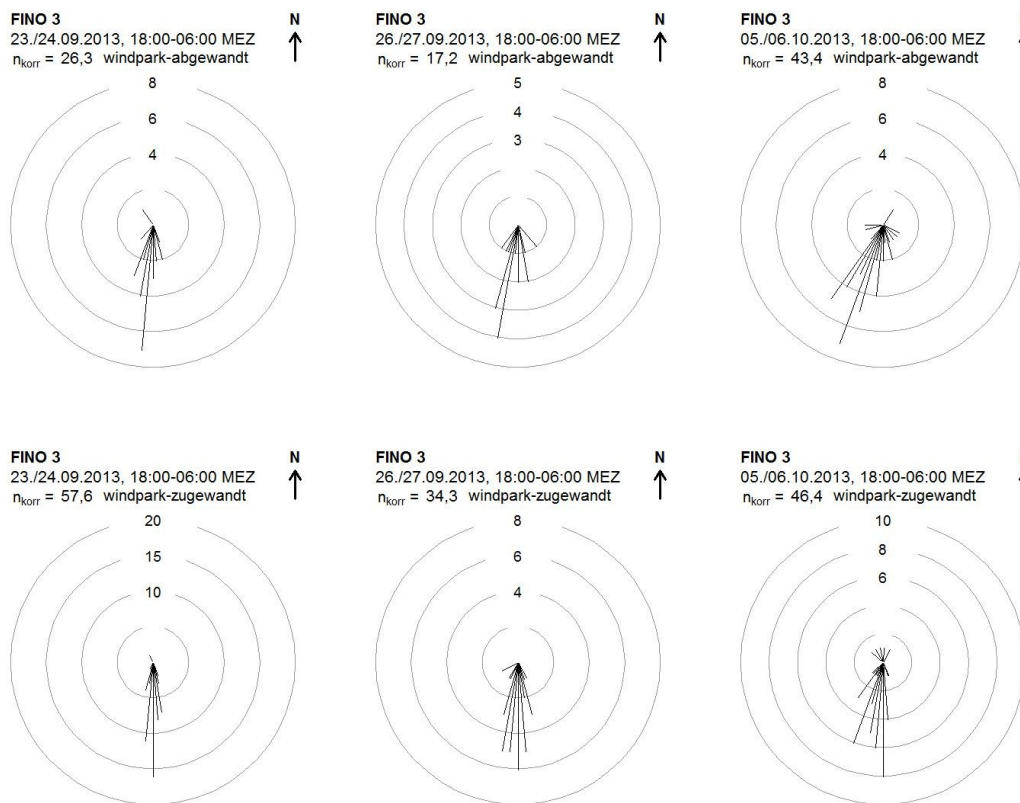 FINO 3
N
23./24.09.2013, 18:00-06:00 MEZ
nkorr = 26,3 windpark-abgewandt
8
6
4
FINO 3
N
26./27.09.2013, 18:00-06:00 MEZ
nkorr = 17,2 windpark-abgewandt
5
4
3
FINO 3
05./06.10.2013, 18:00-06:00 MEZ
nkorr = 43,4 windpark-abgewandt
8
6
4
FINO 3
N
23./24.09.2013, 18:00-06:00 MEZ
nkorr = 57,6 windpark-zugewandt
20
15
10
FINO 3
N
26./27.09.2013, 18:00-06:00 MEZ
nkorr = 34,3 windpark-zugewandt
8
6
4
FINO 3
05./06.10.2013, 18:00-06:00 MEZ
nkorr = 46,4 windpark-zugewandt
10
8
6